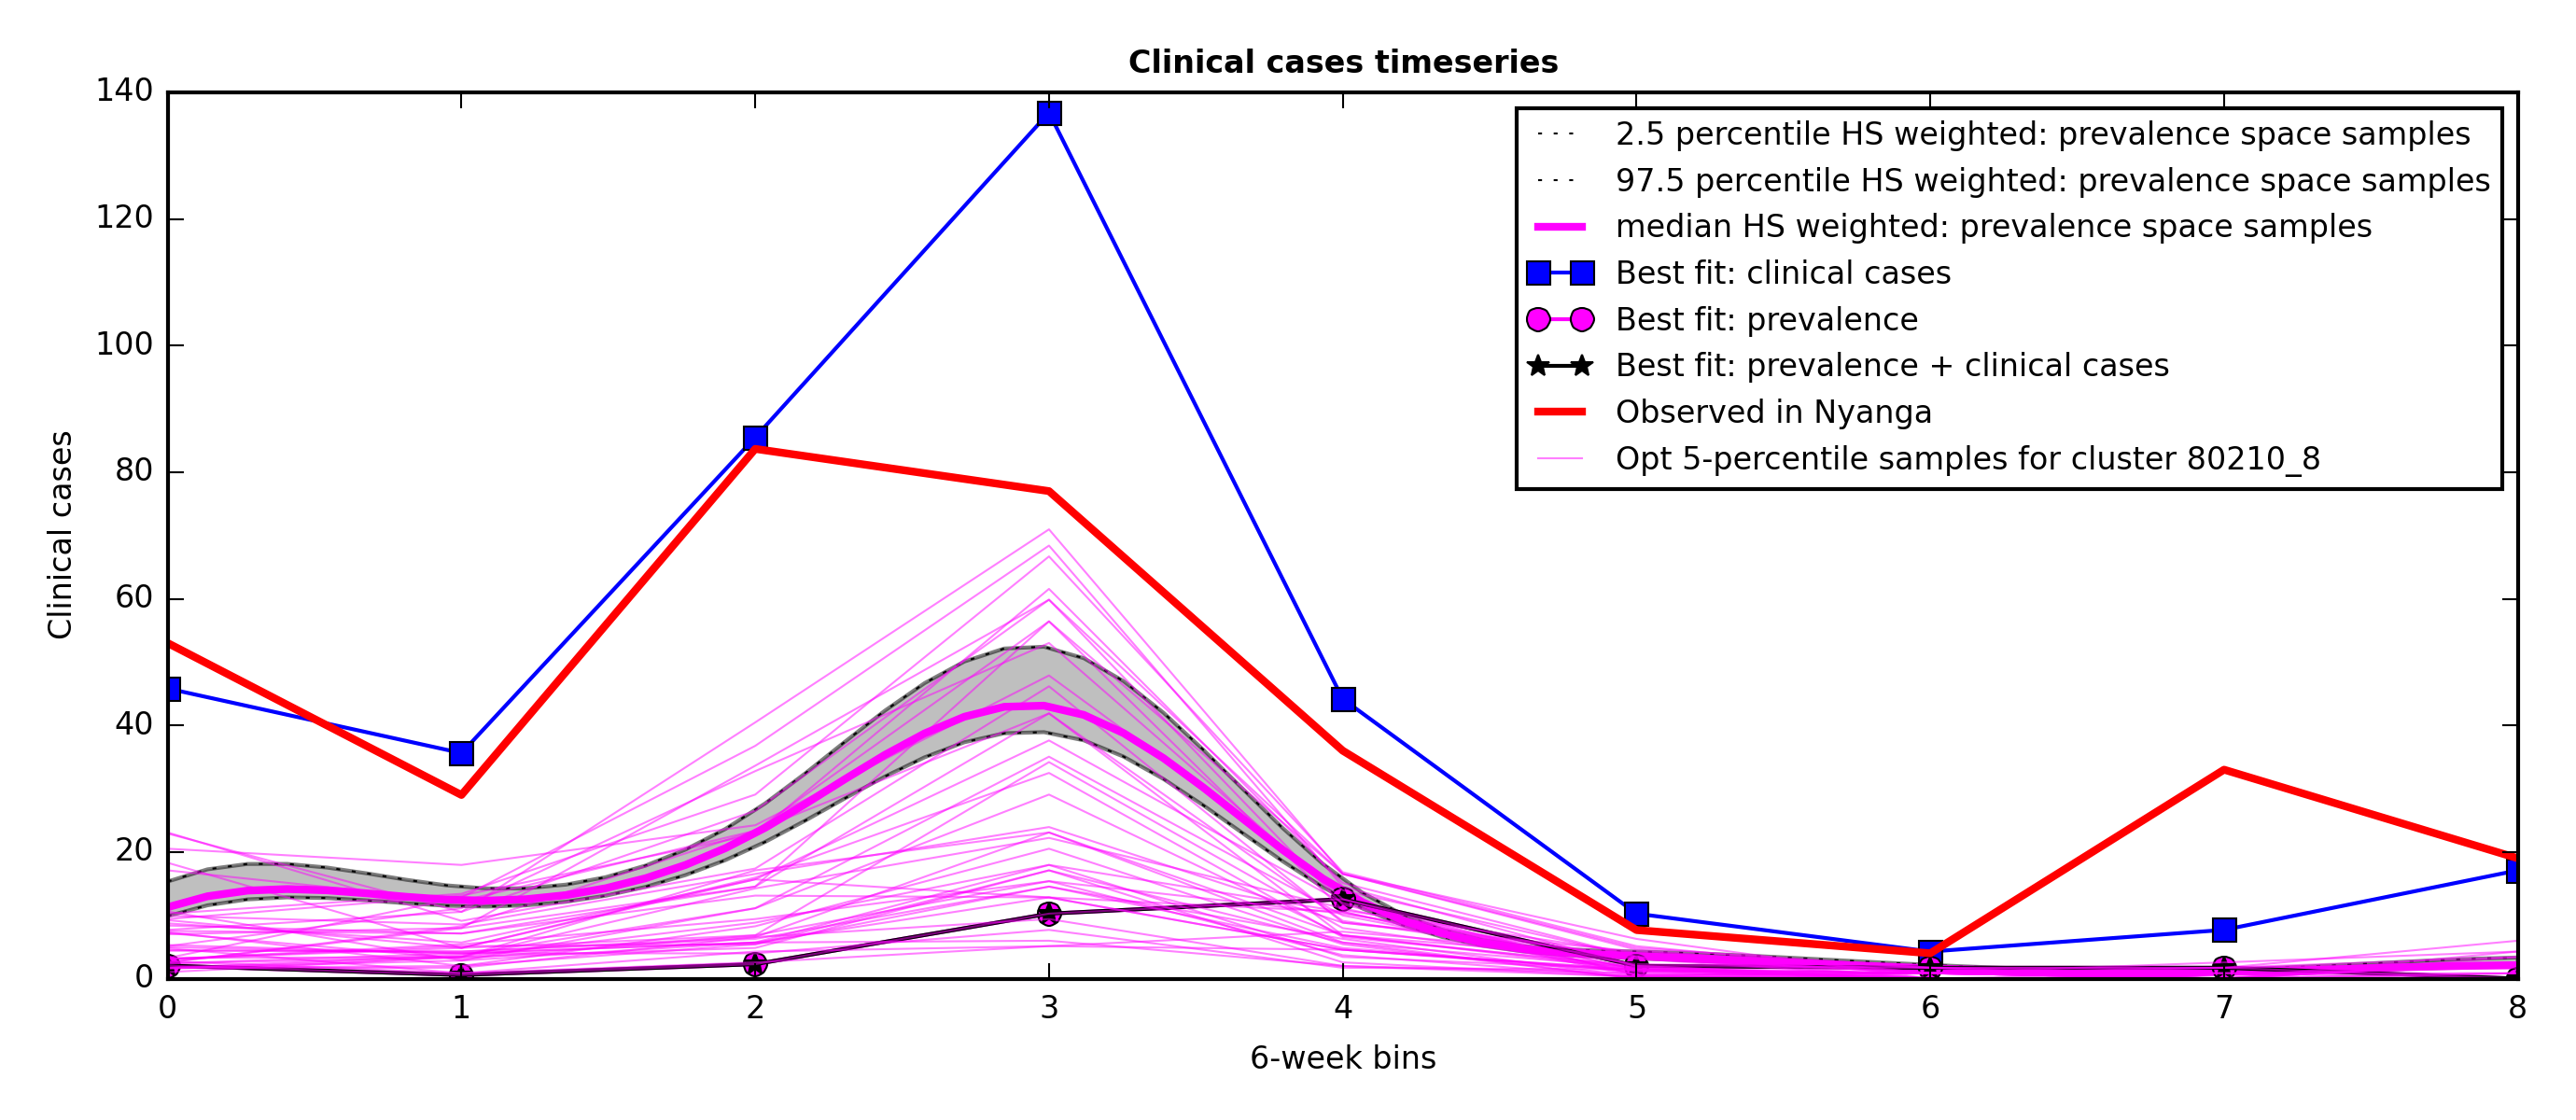 Clinical cases timeseries
140
120
100
80
60
40
20
0
Clinical cases
2.5 percentile HS weighted: prevalence space samples
97.5 percentile HS weighted: prevalence space samples
median HS weighted: prevalence space samples
Best fit: clinical cases
Best fit: prevalence
Best fit: prevalence + clinical cases
Observed in Nyanga
Opt 5-percentile samples for cluster 80210_8
0 1 2 3 4 5 6 7 8
6-week bins